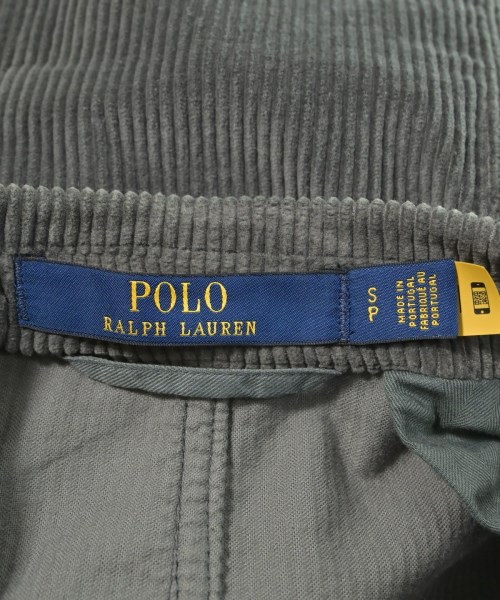 POLO
RALPH LAUREN
S
P
MADE IN
PORTUGAL
FABRIQUÉ AU
PORTUGAL